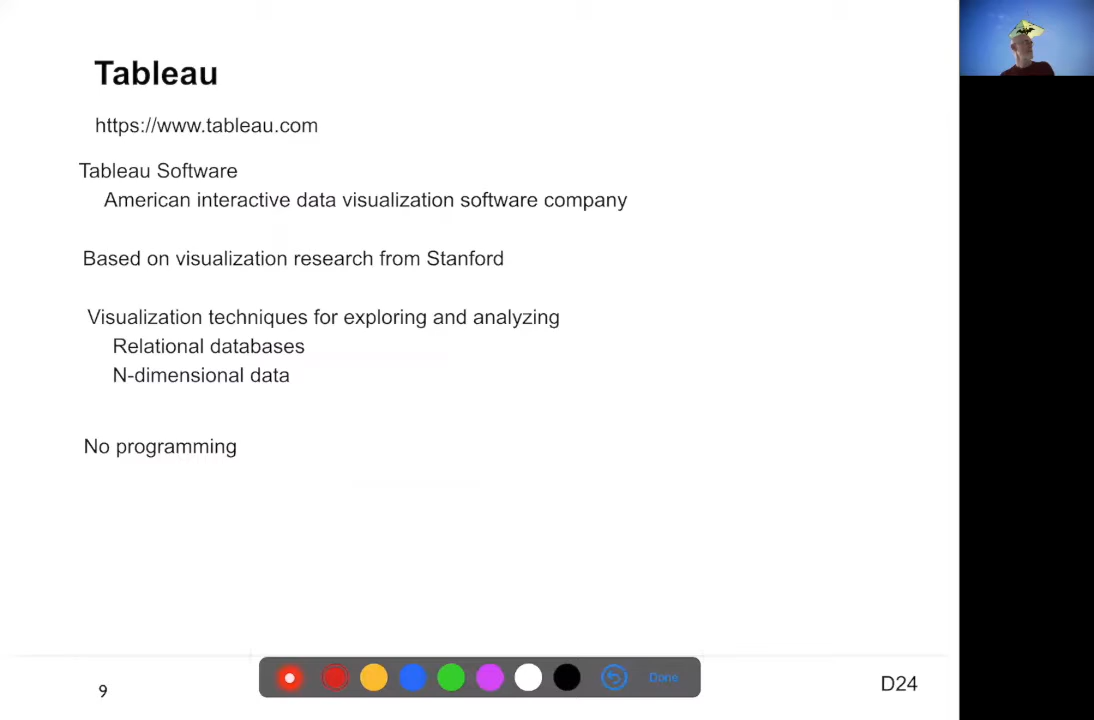 Tableau
https://www.tableau.com
Tableau Software
American interactive data visualization software company
Based on visualization research from Stanford
Visualization techniques for exploring and analyzing
Relational databases
N-dimensional data
No programming
Done
9
D24